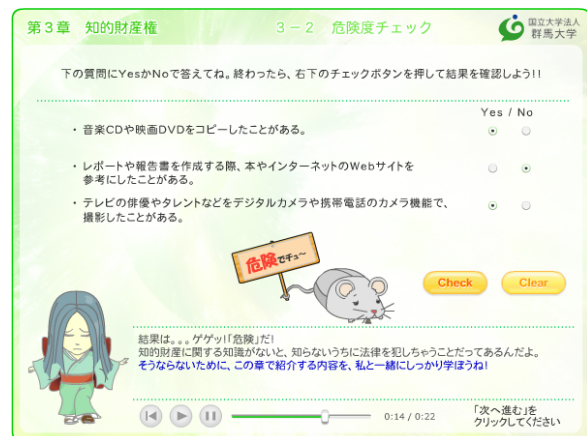 第3章 知的財産権
3－2 危険度チェック
国立大学法人
群馬大学
下の質問にYesかNoで答えてね。終わったら、右下のチェックボタンを押して結果を確認しよう!!
Yes / No
・音楽CDや映画DVDをコピーしたことがある。
・レポートや報告書を作成する際、本やインターネットのWebサイトを
参考にしたことがある。
・テレビの俳優やタレントなどをデジタルカメラや携帯電話のカメラ機能で、
撮影したことがある。
危険でチュ～
Check
Clear
結果は。。。ゲゲッ!「危険」だ!
知的財産に関する知識がないと、知らないうちに法律を犯しちゃうことだってあるんだよ。
そうならないために、この章で紹介する内容を、私と一緒にしっかり学ぼうね!
0:14 / 0:22
「次へ進む」を
クリックしてください